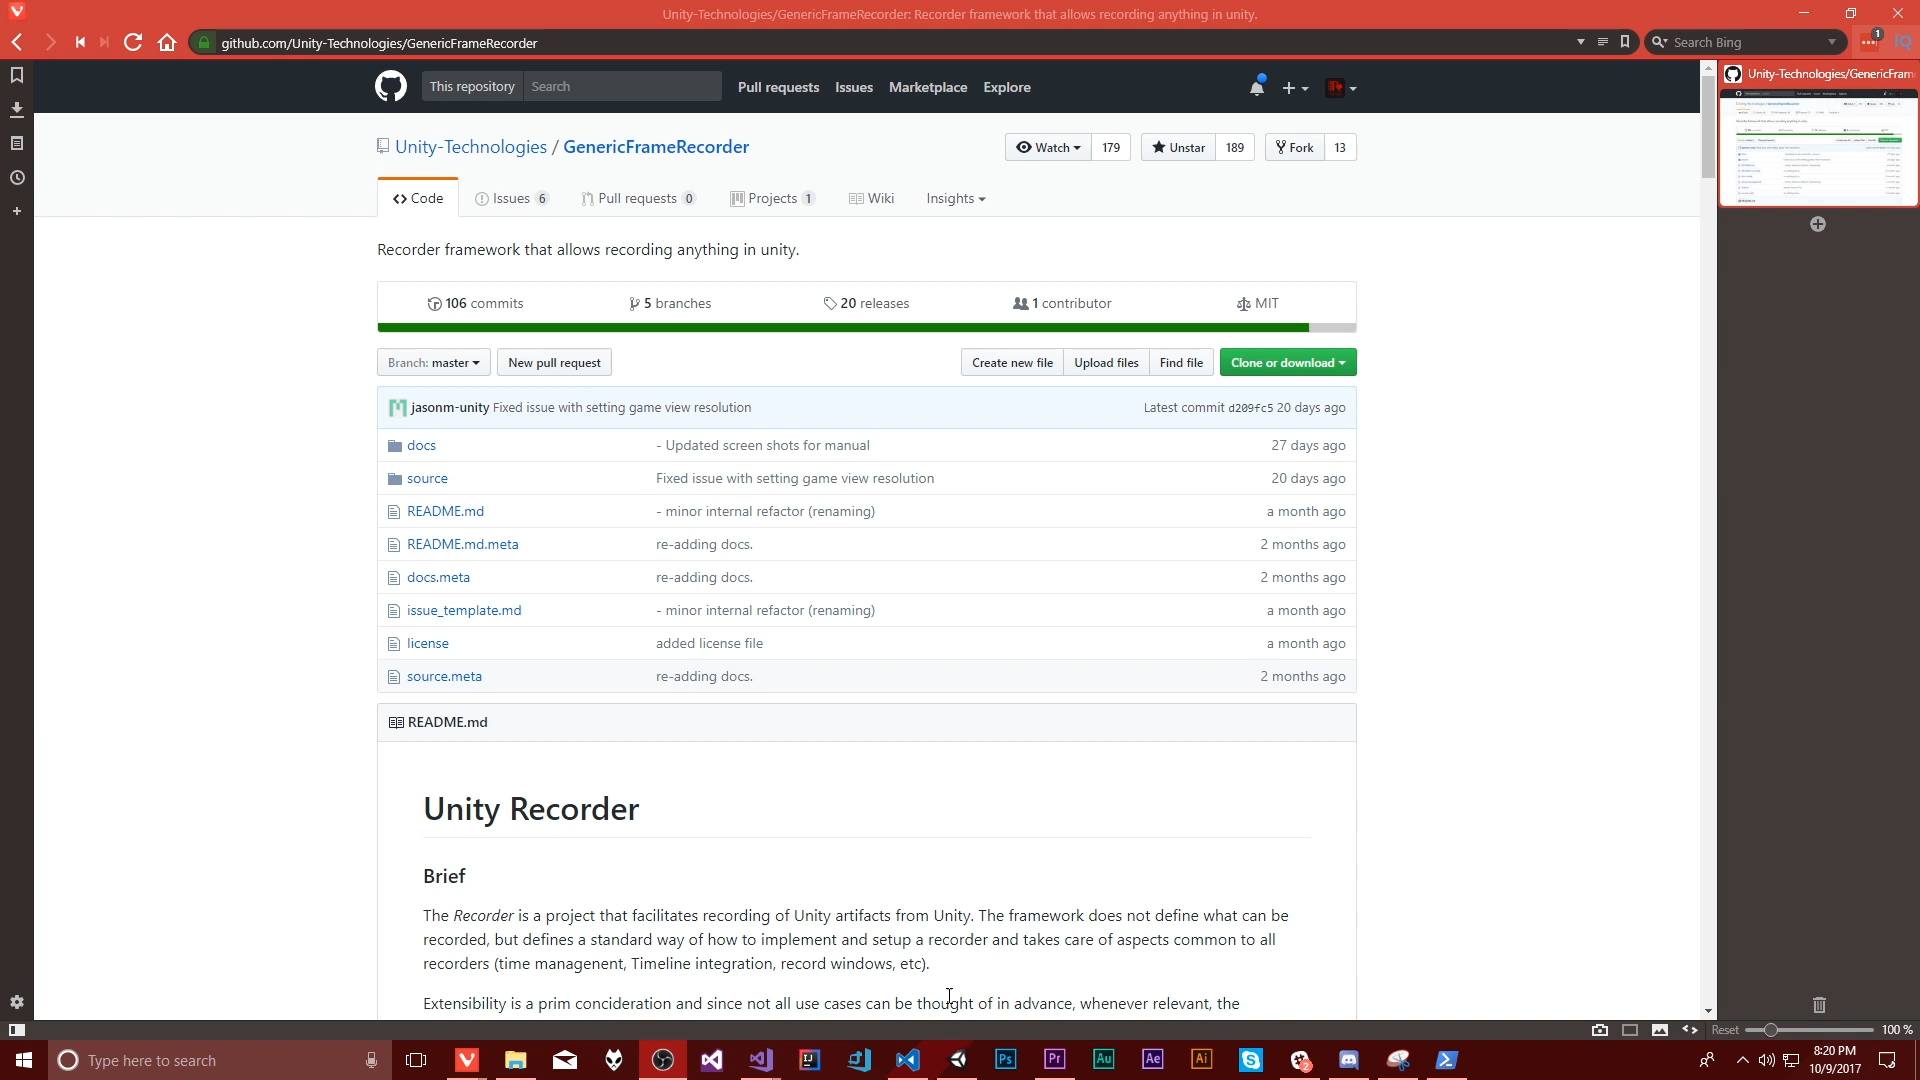 Unity-Technologies/GenericFrameRecorder: Recorder framework that allows recording anything in unity.
github.com/Unity-Technologies/GenericFrameRecorder
Search Bing
1
This repository Search Pull requests Issues Marketplace Explore
Unity-Technologies/GenericFram
Unity-Technologies / GenericFrameRecorder
Watch 179 Unstar 189 Fork 13
Code Issues 6 Pull requests 0 Projects 1 Wiki Insights
Recorder framework that allows recording anything in unity.
106 commits 5 branches 20 releases 1 contributor MIT
Branch: master New pull request Create new file Upload files Find file Clone or download
jasonm-unity Fixed issue with setting game view resolution Latest commit d209fc5 20 days ago
docs - Updated screen shots for manual 27 days ago
source Fixed issue with setting game view resolution 20 days ago
README.md - minor internal refactor (renaming) a month ago
README.md.meta re-adding docs. 2 months ago
docs.meta re-adding docs. 2 months ago
issue_template.md - minor internal refactor (renaming) a month ago
license added license file a month ago
source.meta re-adding docs. 2 months ago
README.md
Unity Recorder
Brief
The Recorder is a project that facilitates recording of Unity artifacts from Unity. The framework does not define what can be
recorded, but defines a standard way of how to implement and setup a recorder and takes care of aspects common to all
recorders (time managenent, Timeline integration, record windows, etc).
Extensibility is a prim concideration and since not all use cases can be thought of in advance, whenever relevant, the
Reset 100 %
Type here to search
IJ Ps Pr Au Ae Ai 2
8:20 PM
10/9/2017